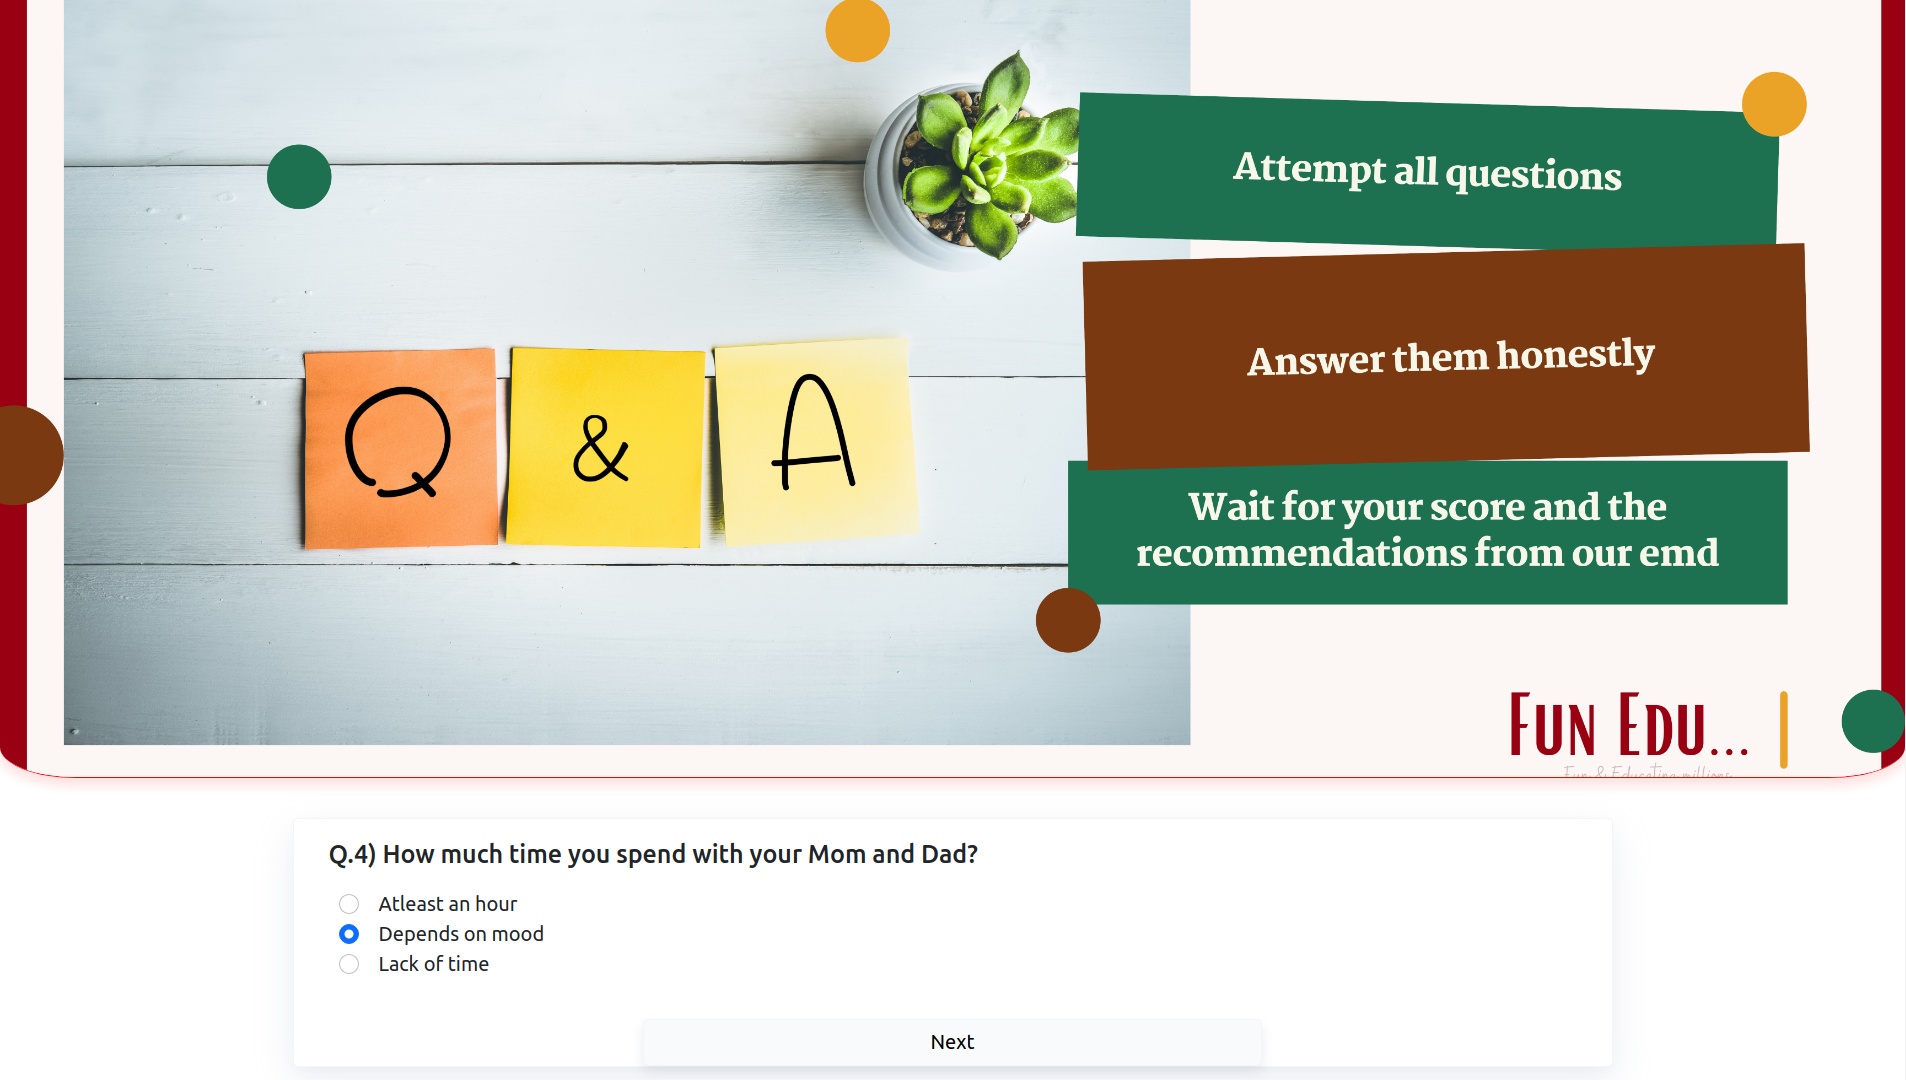 Q & A
Attempt all questions
Answer them honestly
Wait for your score and the
recommendations from our emd
FUN EDU...
Fun & Educating millions
Q.4) How much time you spend with your Mom and Dad?
Atleast an hour
Depends on mood
Lack of time
Next